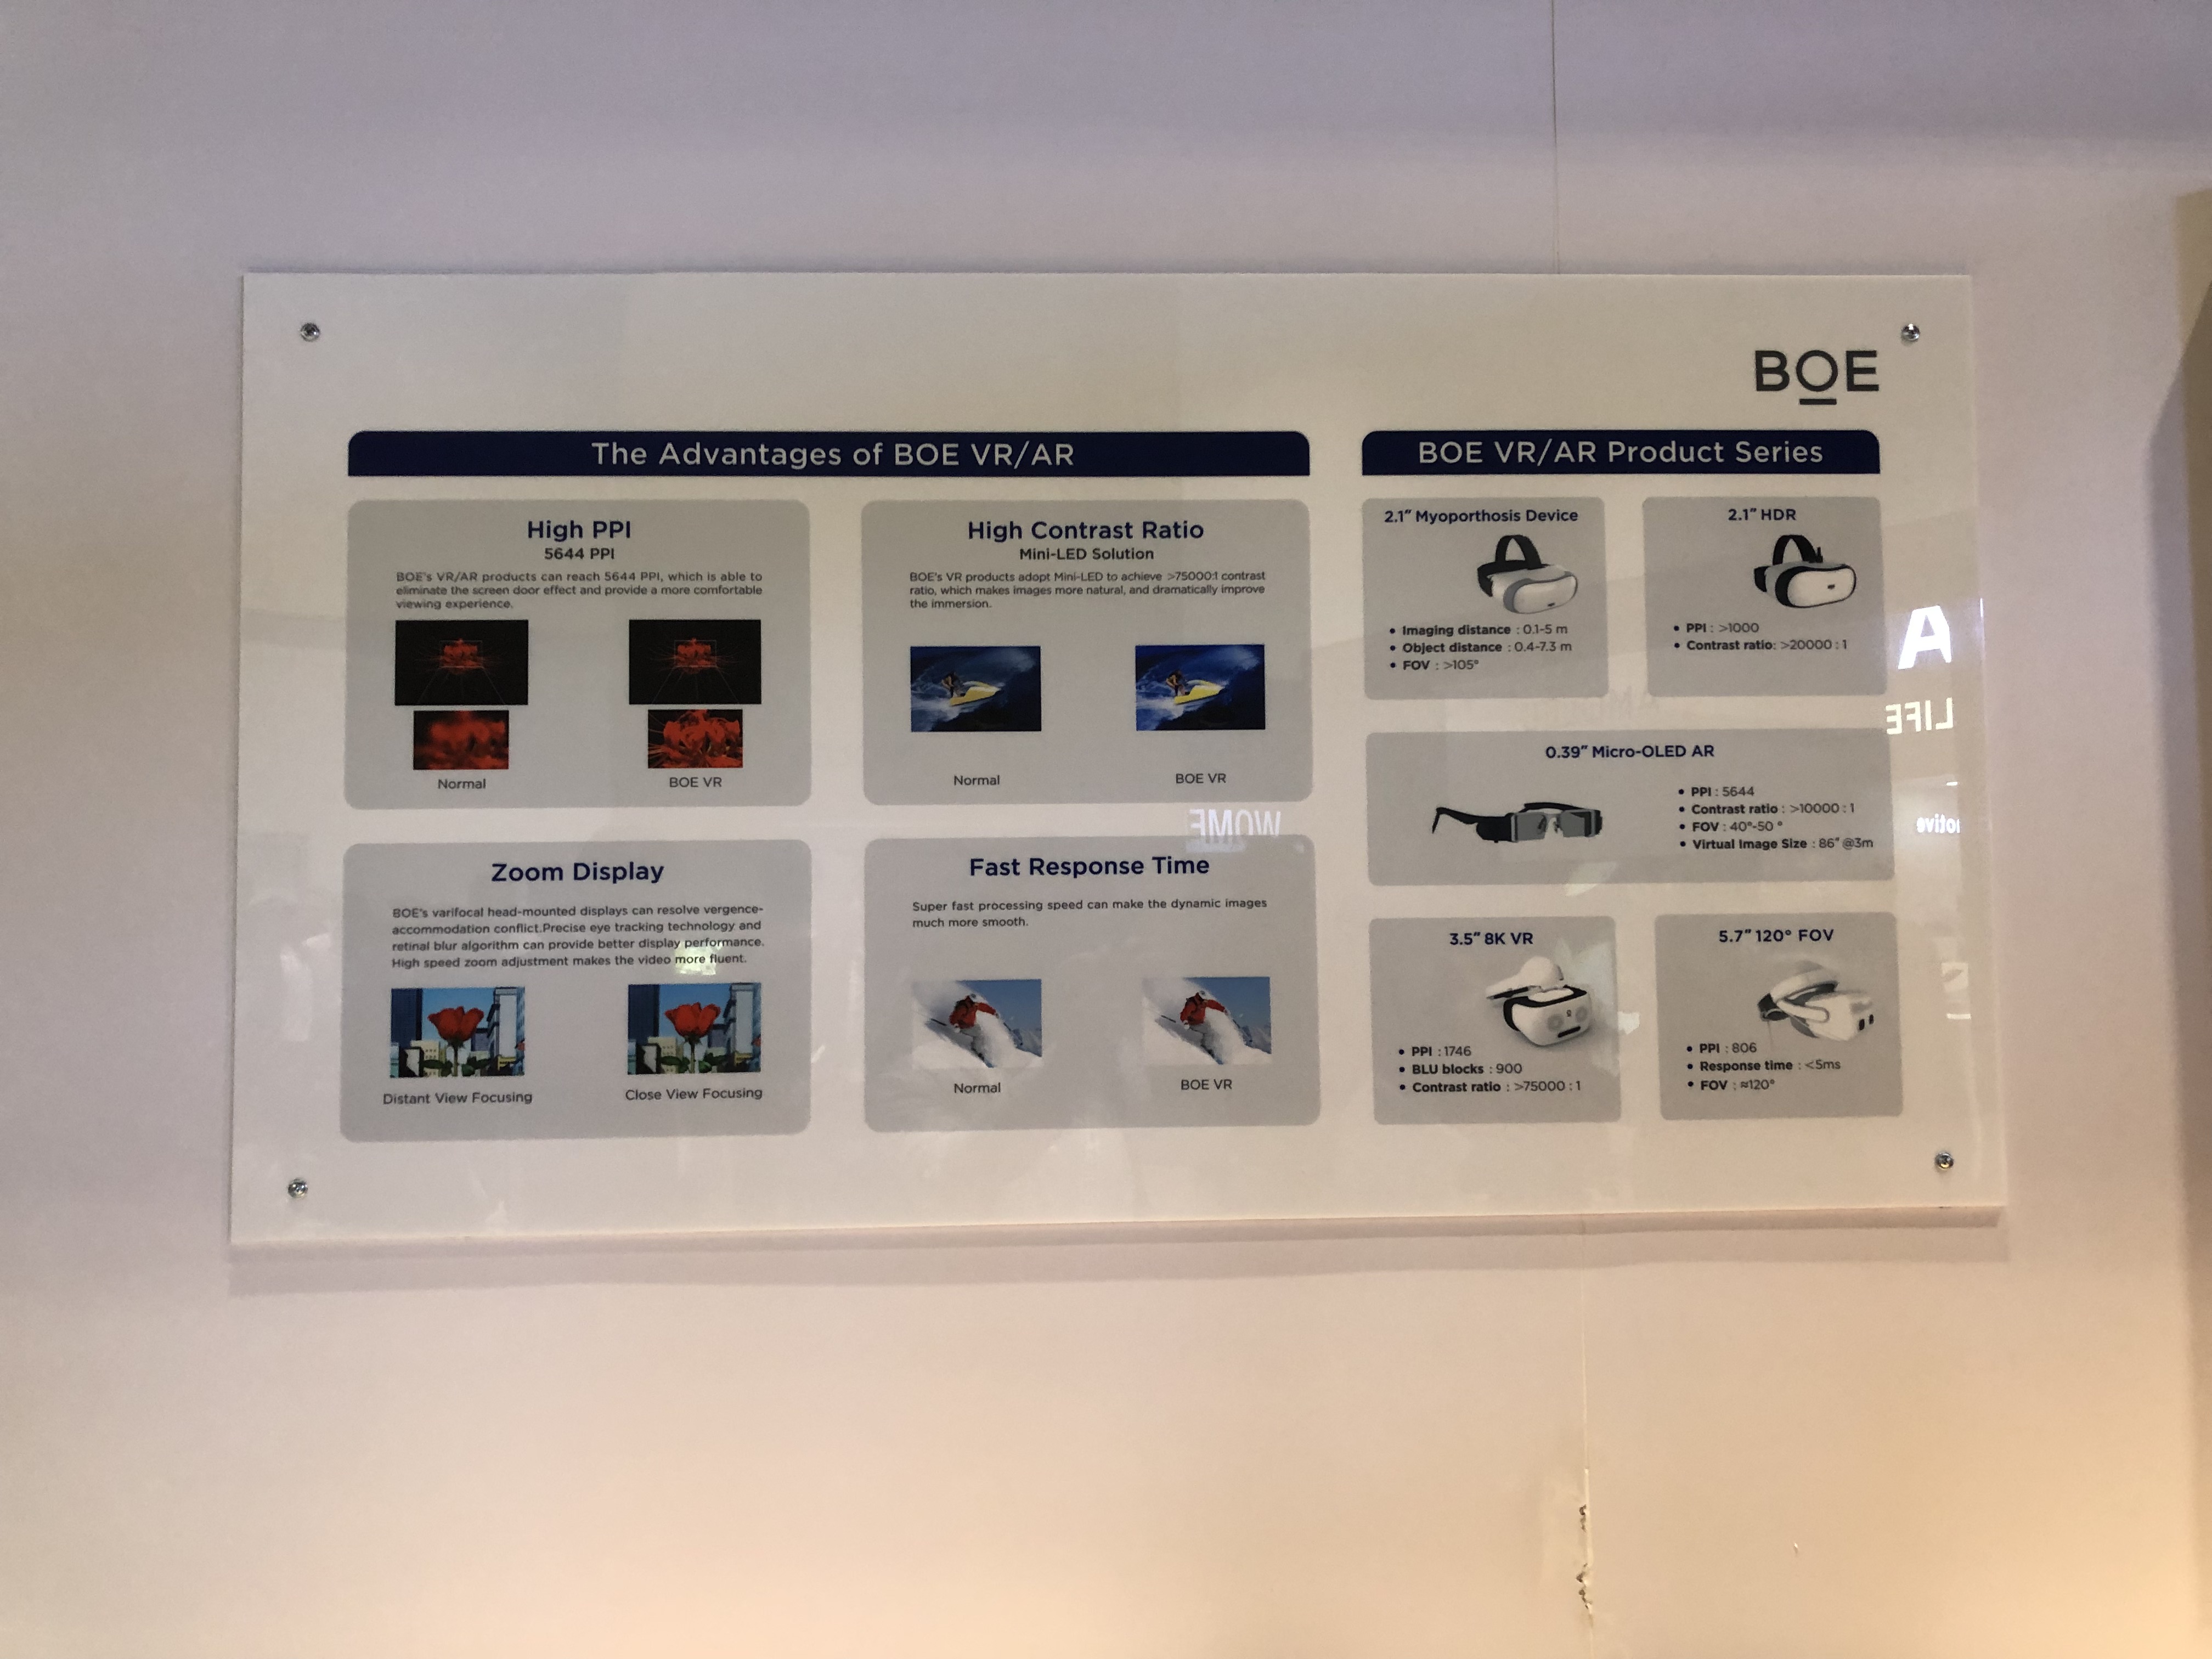 BOE
The Advantages of BOE VR/AR
High PPI
5644 PPI
BOE's VR/AR products can reach 5644 PPI, which is able to
eliminate the screen door effect and provide a more comfortable
viewing experience.
Normal
BOE VR
High Contrast Ratio
Mini-LED Solution
BOE's VR products adopt Mini-LED to achieve >75000:1 contrast
ratio, which makes images more natural, and dramatically improve
the immersion.
Normal
BOE VR
Zoom Display
BOE's varifocal head-mounted displays can resolve vergence-
accommodation conflict.Precise eye tracking technology and
retinal blur algorithm can provide better display performance.
High speed zoom adjustment makes the video more fluent.
Distant View Focusing
Close View Focusing
Fast Response Time
Super fast processing speed can make the dynamic images
much more smooth.
Normal
BOE VR
BOE VR/AR Product Series
2.1" Myoporthosis Device
• Imaging distance : 0.1-5 m
• Object distance : 0.4-7.3 m
• FOV : >105°
2.1" HDR
• PPI : >1000
• Contrast ratio: >20000 : 1
0.39" Micro-OLED AR
• PPI : 5644
• Contrast ratio : >10000 : 1
• FOV : 40°-50 °
• Virtual Image Size : 86" @3m
3.5" 8K VR
• PPI : 1746
• BLU blocks : 900
• Contrast ratio : >75000 : 1
5.7" 120° FOV
• PPI : 806
• Response time : <5ms
• FOV : ≈120°
A
LIFE